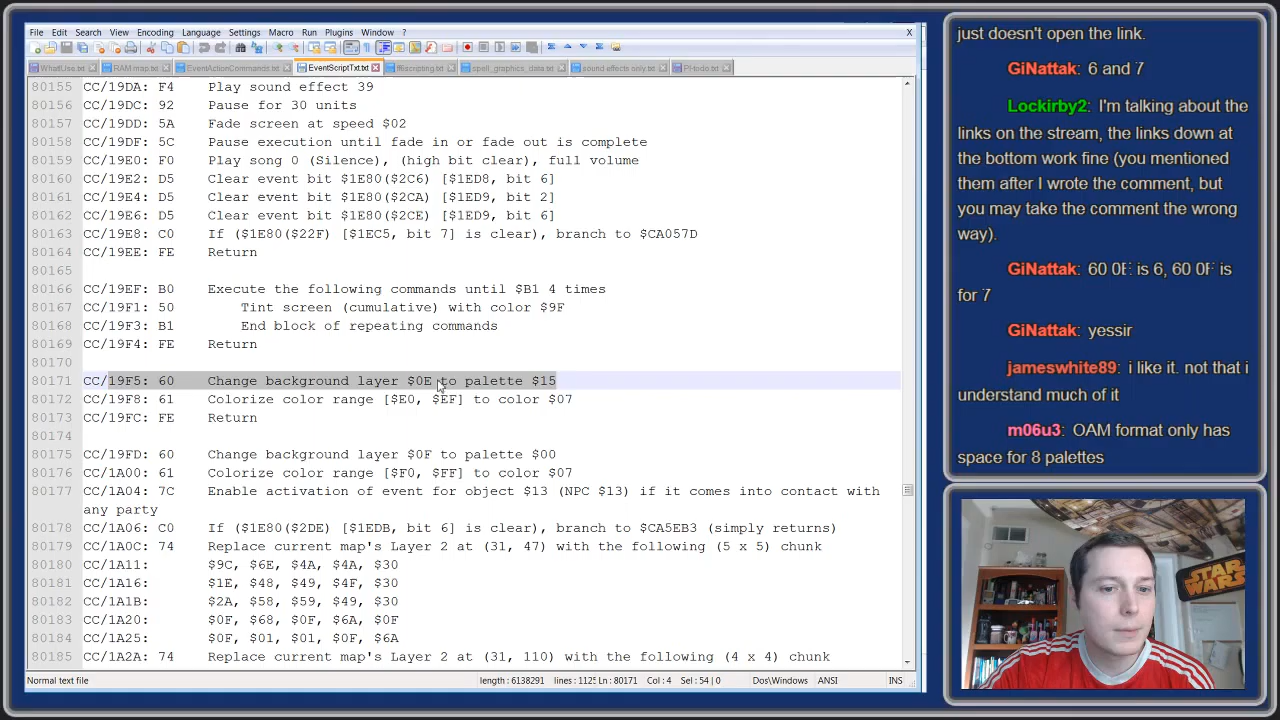 File Edit Search View Encoding Language Settings Macro Run Plugins Window ? X
WhatUse.txt RAM map.txt EventActionCommands.txt EventScriptTxt.txt spell_graphics_data.txt sound effects only.txt
80155 CC/19DA: F4 Play sound effect 39
80156 CC/19DC: 92 Pause for 30 units
80157 CC/19DD: 5A Fade screen at speed $02
80158 CC/19DF: 5C Pause execution until fade in or fade out is complete
80159 CC/19E0: F0 Play song 0 (Silence), (high bit clear), full volume
80160 CC/19E2: D5 Clear event bit $1E80($2C6) [$1ED8, bit 6]
80161 CC/19E4: D5 Clear event bit $1E80($2CA) [$1ED9, bit 2]
80162 CC/19E6: D5 Clear event bit $1E80($2CE) [$1ED9, bit 6]
80163 CC/19E8: C0 If ($1E80($22F) [$1EC5, bit 7] is clear), branch to $CA057D
80164 CC/19EE: FE Return
80165
80166 CC/19EF: B0 Execute the following commands until $B1 4 times
80167 CC/19F1: 50 Tint screen (cumulative) with color $9F
80168 CC/19F3: B1 End block of repeating commands
80169 CC/19F4: FE Return
80170
80171 CC/19F5: 60 Change background layer $0E to palette $15
80172 CC/19F8: 61 Colorize color range [$E0, $EF] to color $07
80173 CC/19FC: FE Return
80174
80175 CC/19FD: 60 Change background layer $0F to palette $00
80176 CC/1A00: 61 Colorize color range [$F0, $FF] to color $07
80177 CC/1A04: 7C Enable activation of event for object $13 (NPC $13) if it comes into contact with
any party
80178 CC/1A06: C0 If ($1E80($2DE) [$1EDB, bit 6] is clear), branch to $CA5EB3 (simply returns)
80179 CC/1A0C: 74 Replace current map's Layer 2 at (31, 47) with the following (5 x 5) chunk
80180 CC/1A11: $9C, $6E, $4A, $4A, $30
80181 CC/1A16: $1E, $48, $49, $4F, $30
80182 CC/1A1B: $2A, $58, $59, $49, $30
80183 CC/1A20: $0F, $68, $0F, $6A, $0F
80184 CC/1A25: $0F, $01, $01, $0F, $6A
80185 CC/1A2A: 74 Replace current map's Layer 2 at (31, 110) with the following (4 x 4) chunk
Normal text file length : 6138291 lines : 1125 Ln : 80171 Col : 4 Sel : 54 | 0 Dos\Windows ANSI INS
just doesn't open the link.
GiNattak: 6 and 7
Lockirby2: I'm talking about the
links on the stream, the links down at
the bottom work fine (you mentioned
them after I wrote the comment, but
you may take the comment the wrong
way).
GiNattak: 60 0E is 6, 60 0F is
for 7
GiNattak: yessir
jameswhite89: i like it. not that i
understand much of it
m06u3: OAM format only has
space for 8 palettes
STAR
WARS